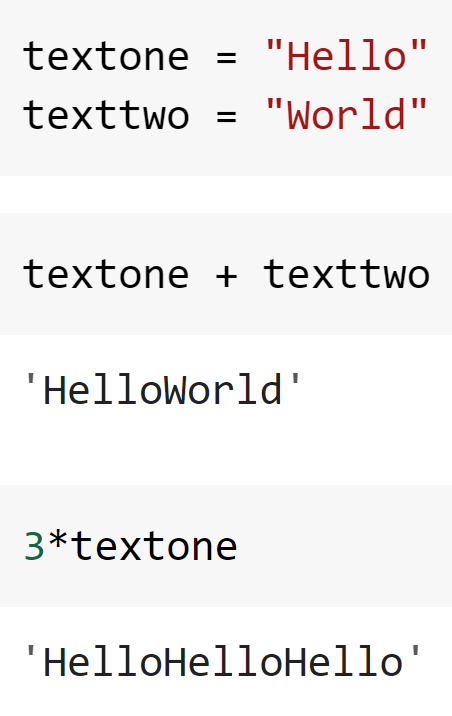 textone = "Hello"
texttwo = "World"
textone + texttwo
'HelloWorld'
3*textone
'HelloHelloHello'